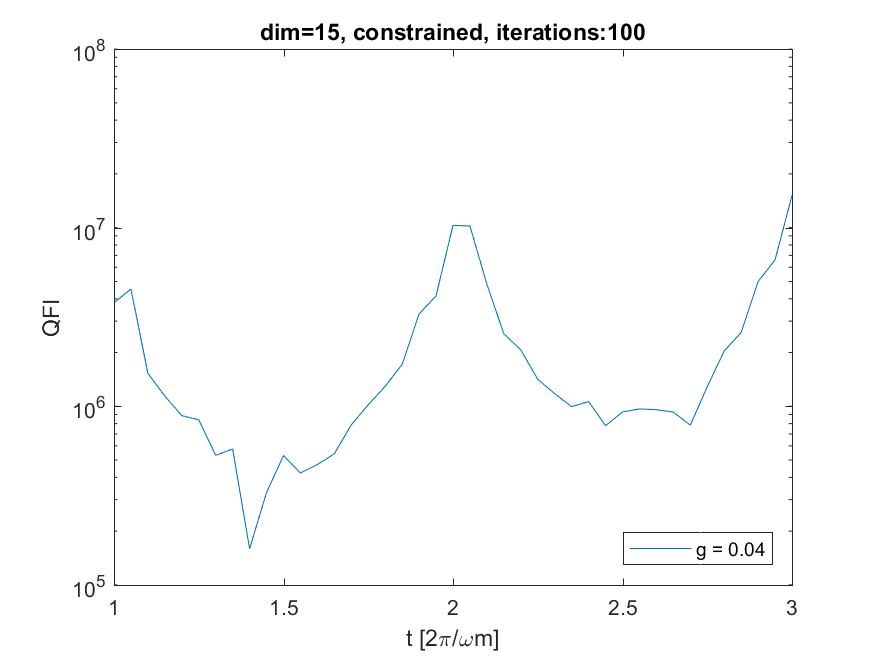 dim=15, constrained, iterations:100
10^8
10^7
10^6
10^5
QFI
g = 0.04
1
1.5
2
2.5
3
t [2π/ωm]